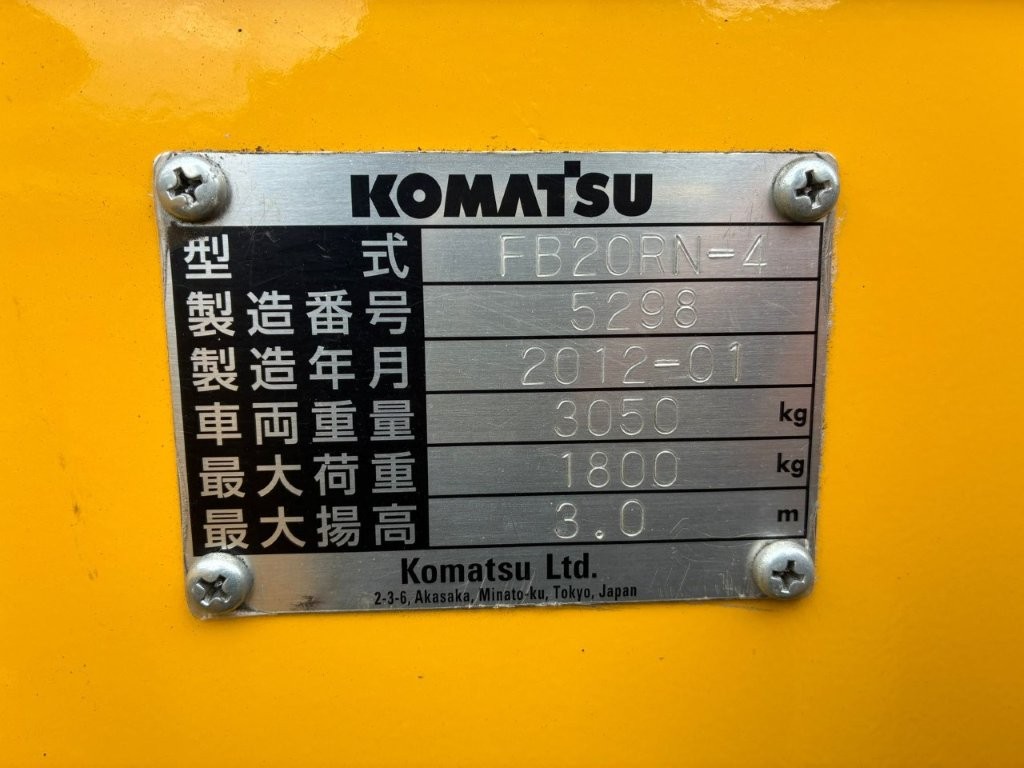 KOMATSU
型式 FB20RN-4
製造番号 5298
製造年月 2012-01
車両重量 3050 kg
最大荷重 1800 kg
最大揚高 3.0 m
Komatsu Ltd.
2-3-6, Akasaka, Minato-ku, Tokyo, Japan